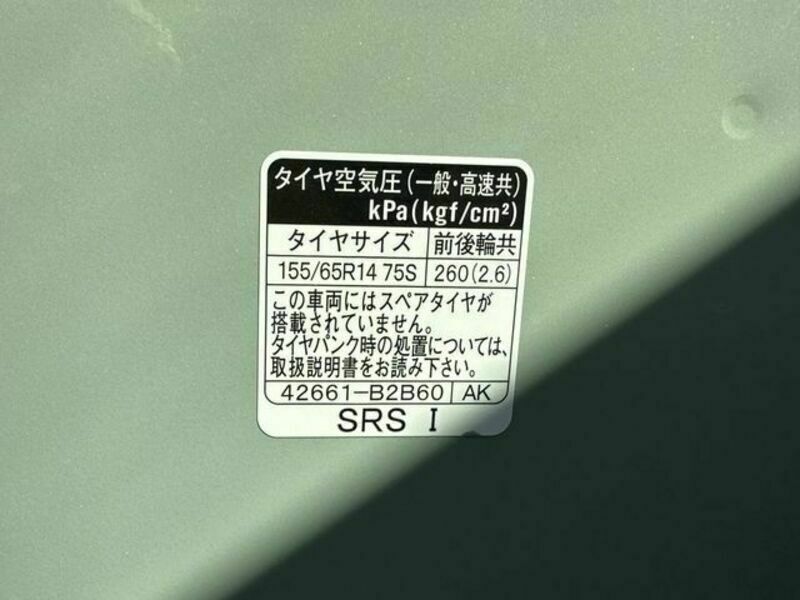 タイヤ空気圧(一般・高速共)
kPa(kgf/cm²)
タイヤサイズ 前後輪共
155/65R14 75S 260(2.6)
この車両にはスペアタイヤが
搭載されていません。
タイヤパンク時の処置については、
取扱説明書をお読み下さい。
42661-B2B60 AK
SRS I